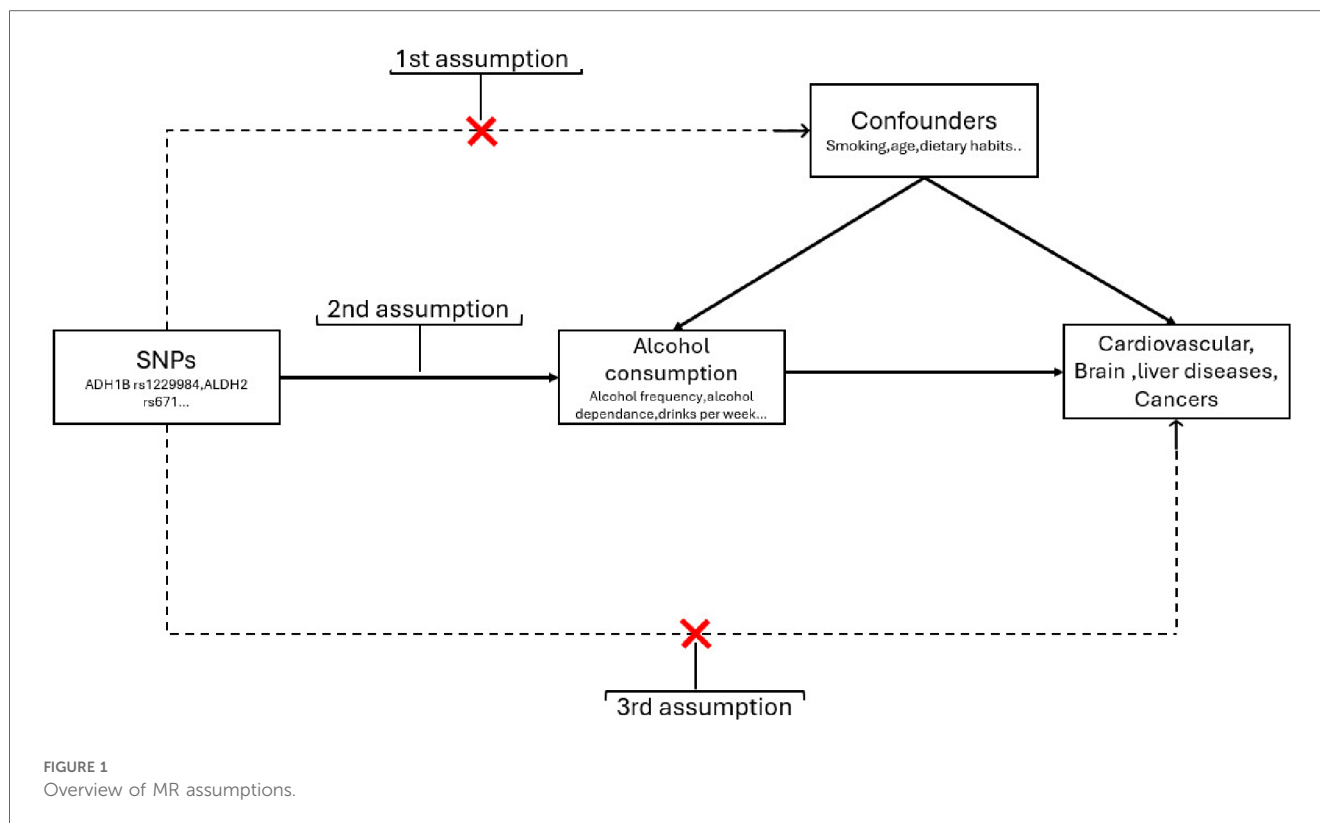 1st assumption
Confounders
Smoking,age,dietary habits..
2nd assumption
SNPs
ADH1B rs1229984,ALDH2
rs671...
Alcohol
consumption
Alcohol frequency,alcohol
dependance,drinks per week...
Cardiovascular,
Brain ,liver diseases,
Cancers
3rd assumption
FIGURE 1
Overview of MR assumptions.